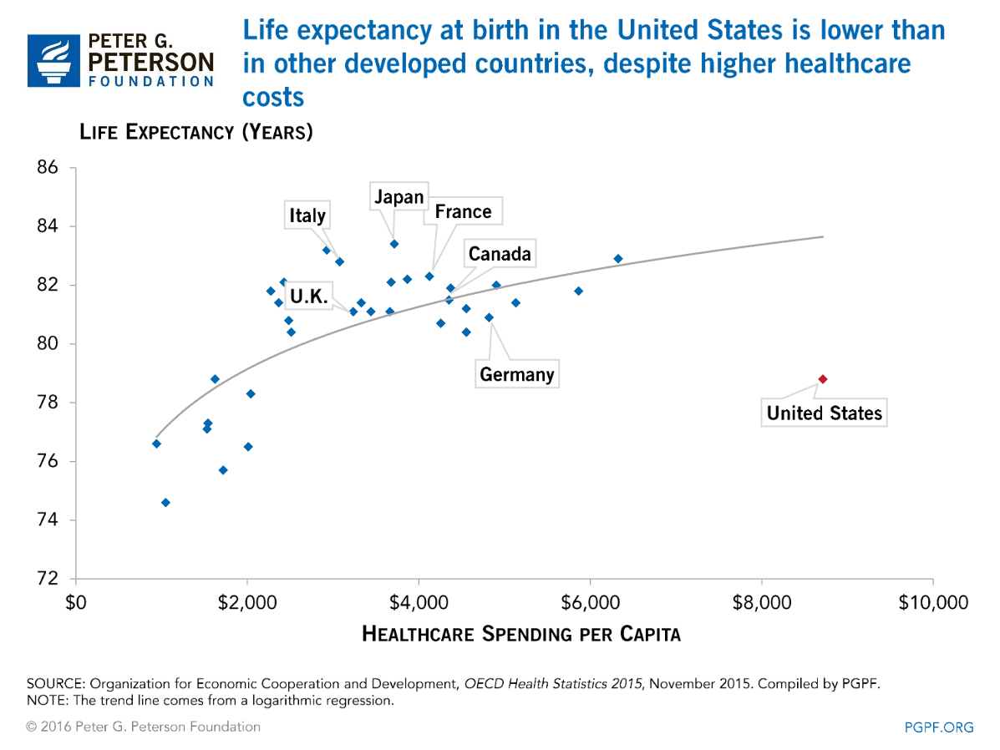 PETER G.
PETERSON
FOUNDATION
Life expectancy at birth in the United States is lower than
in other developed countries, despite higher healthcare
costs
LIFE EXPECTANCY (YEARS)
86
84
82
80
78
76
74
72
Japan
France
Italy
Canada
U.K.
Germany
United States
$0
$2,000
$4,000
$6,000
$8,000
$10,000
HEALTHCARE SPENDING PER CAPITA
SOURCE: Organization for Economic Cooperation and Development, OECD Health Statistics 2015, November 2015. Compiled by PGPF.
NOTE: The trend line comes from a logarithmic regression.
© 2016 Peter G. Peterson Foundation
PGPF.ORG